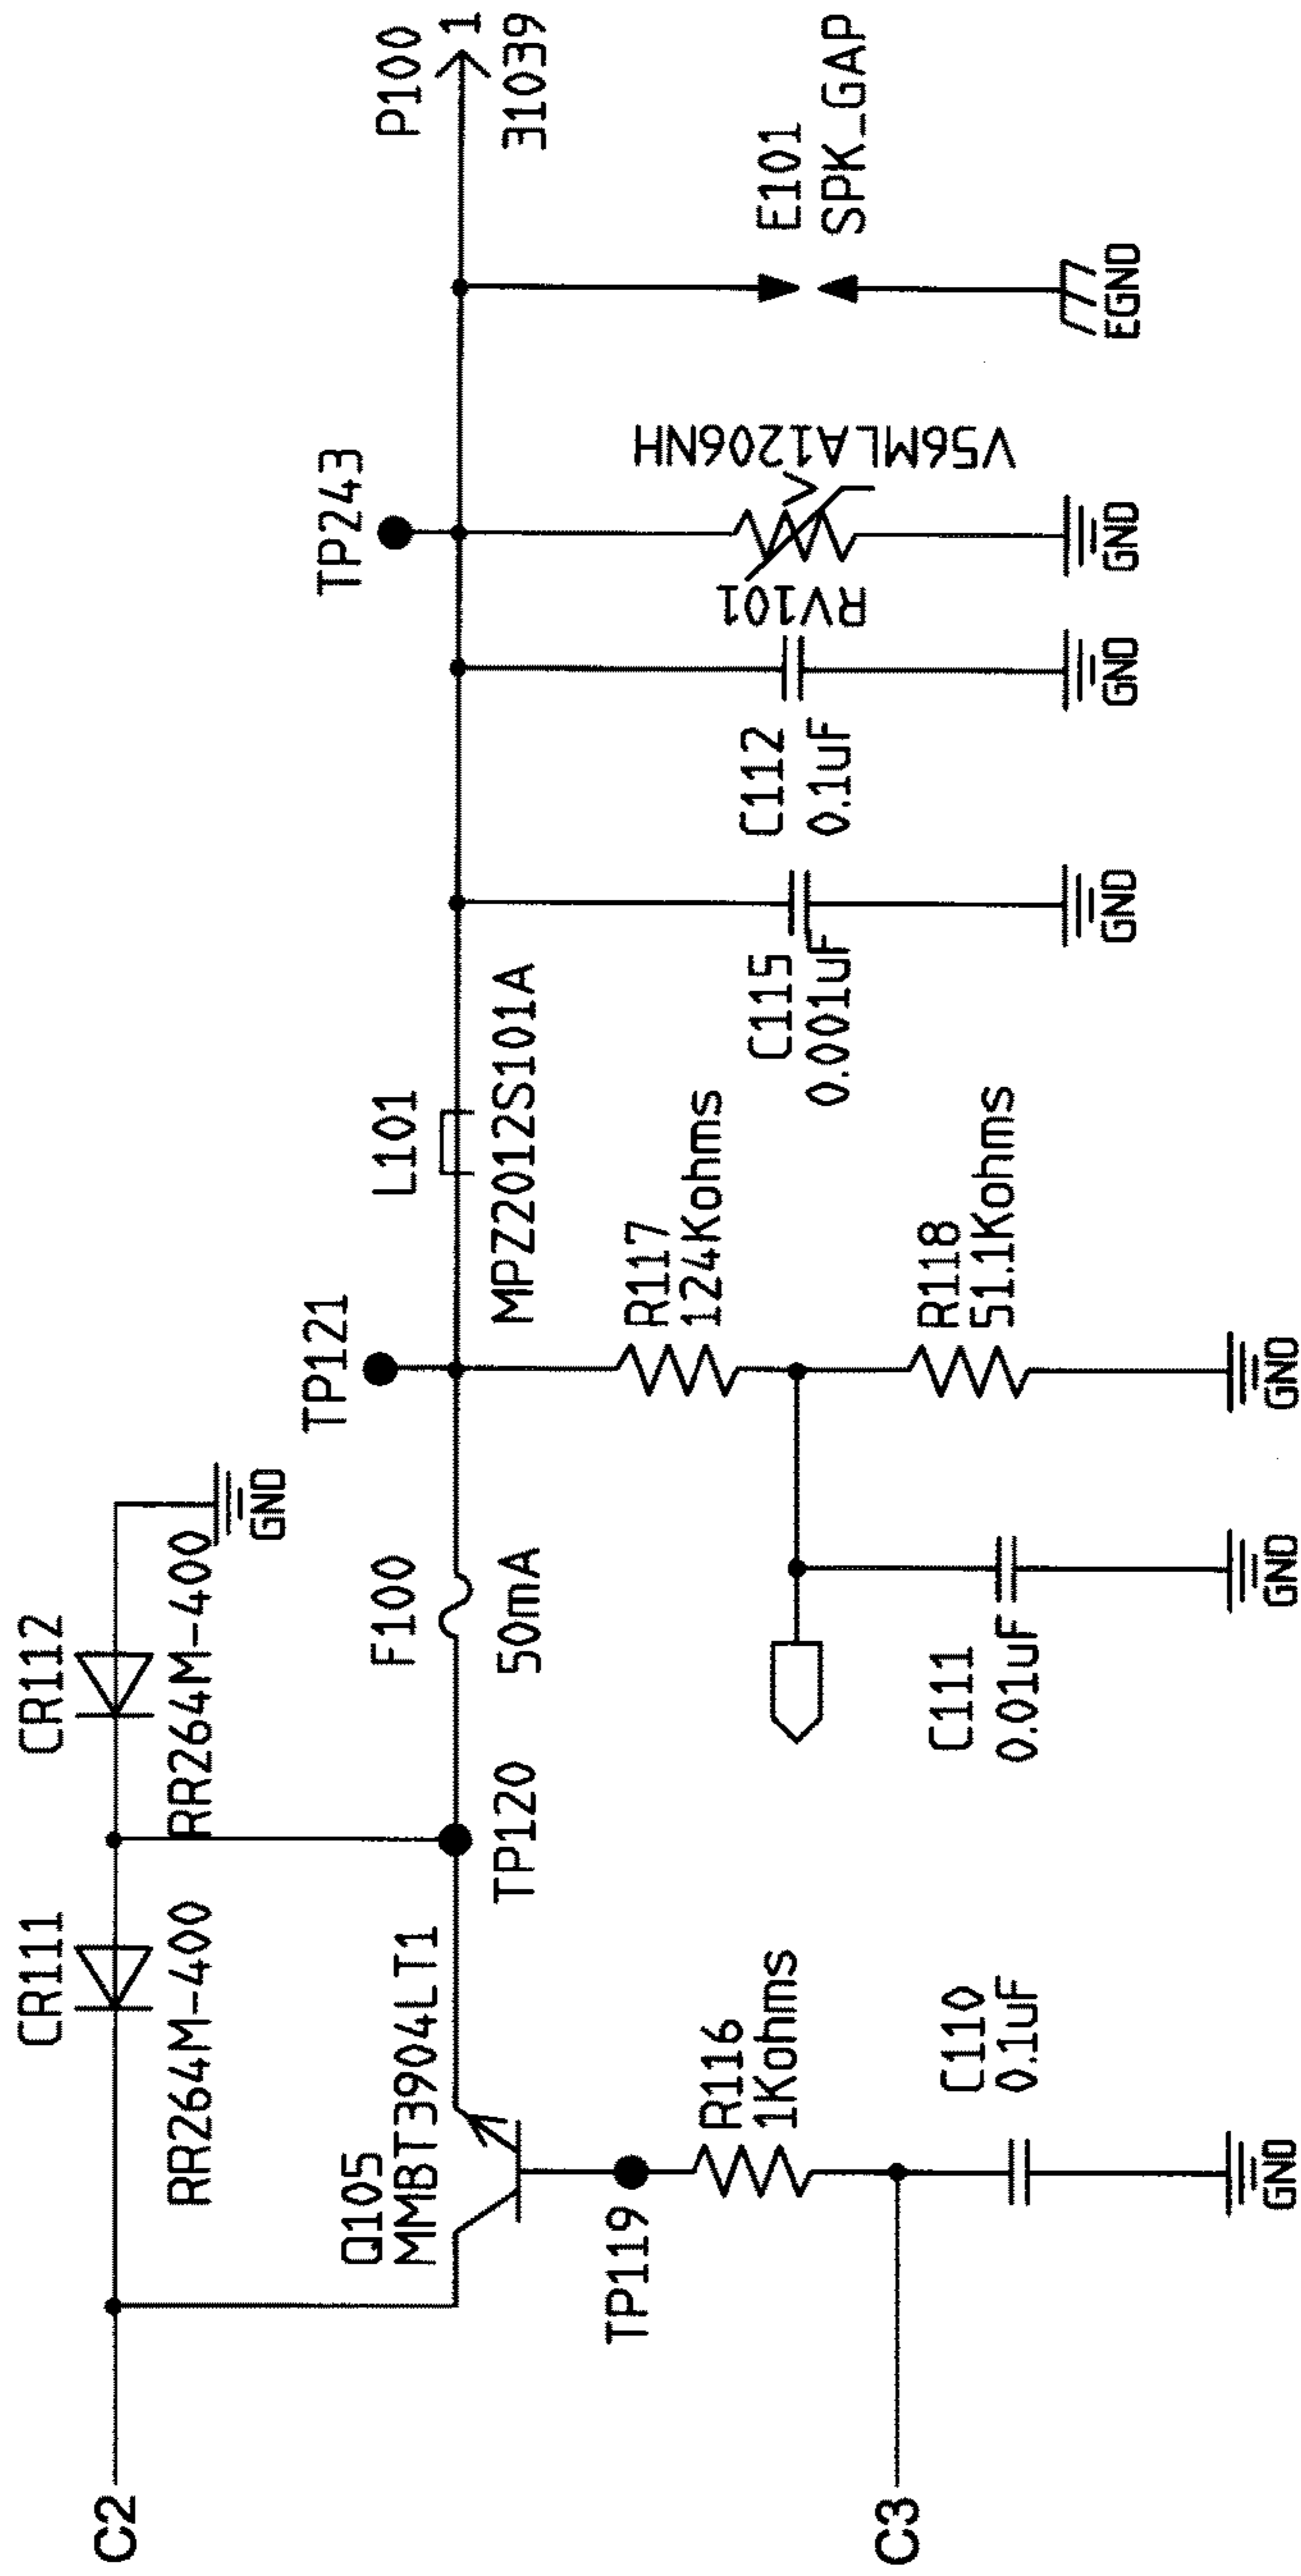 C2
CR111
RR264M-400
CR112
RR264M-400
GND
Q105
MMBT3904LT1
TP120
F100
50mA
TP121
L101
MPZ2012S101A
TP243
P100
1
31039
TP119
R116
1Kohms
C3
C110
0.1uF
GND
C111
0.01uF
GND
R117
124Kohms
R118
51.1Kohms
GND
C115
0.001uF
GND
C112
0.1uF
GND
RV101
V56MLA1206NH
GND
E101
SPK_GAP
EGND